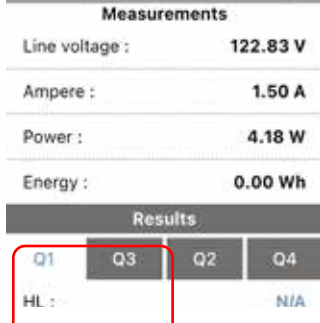 Measurements
Line voltage : 122.83 V
Ampere : 1.50 A
Power : 4.18 W
Energy : 0.00 Wh
Results
Q1 Q3 Q2 Q4
HL : N/A